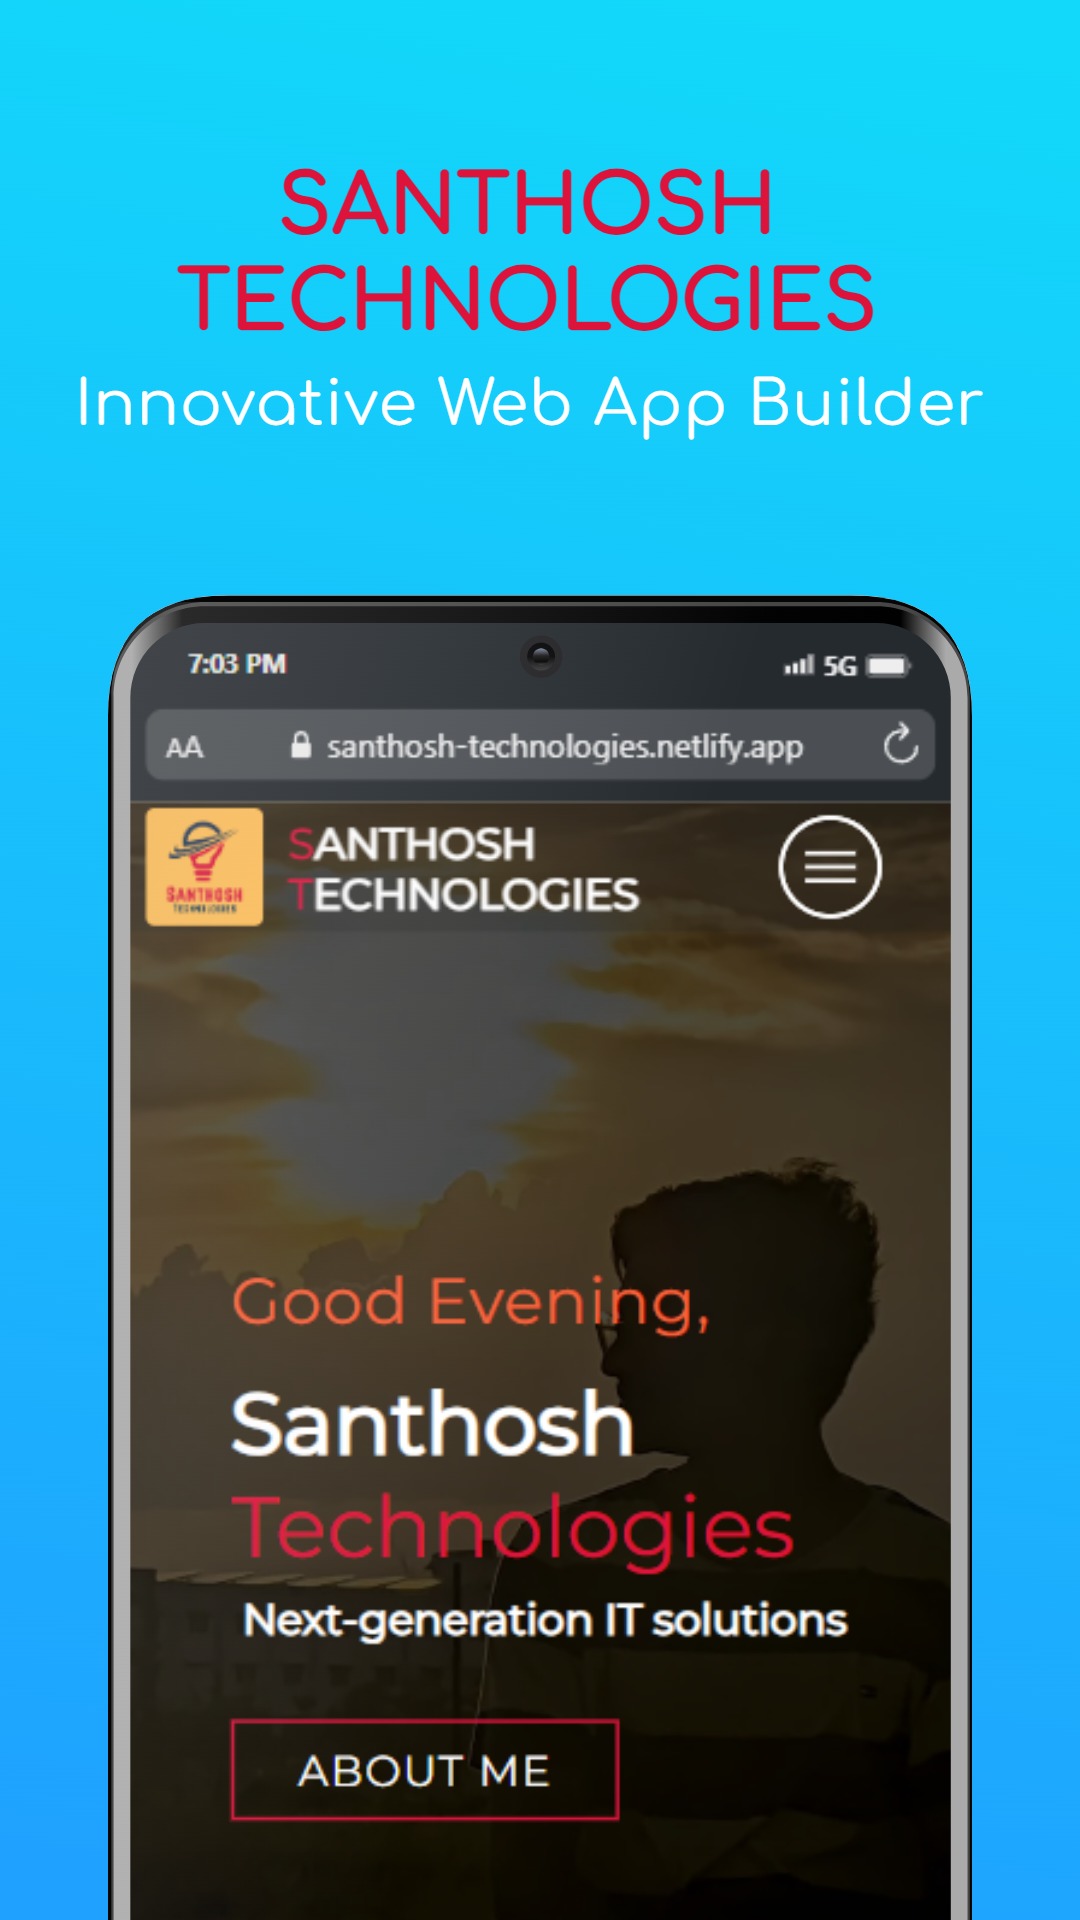 SANTHOSH
TECHNOLOGIES
Innovative Web App Builder
7:03 PM
5G
AA
santhosh-technologies.netlify.app
SANTHOSH
TECHNOLOGIES
SANTHOSH
TECHNOLOGIES
Good Evening,
Santhosh
Technologies
Next-generation IT solutions
ABOUT ME